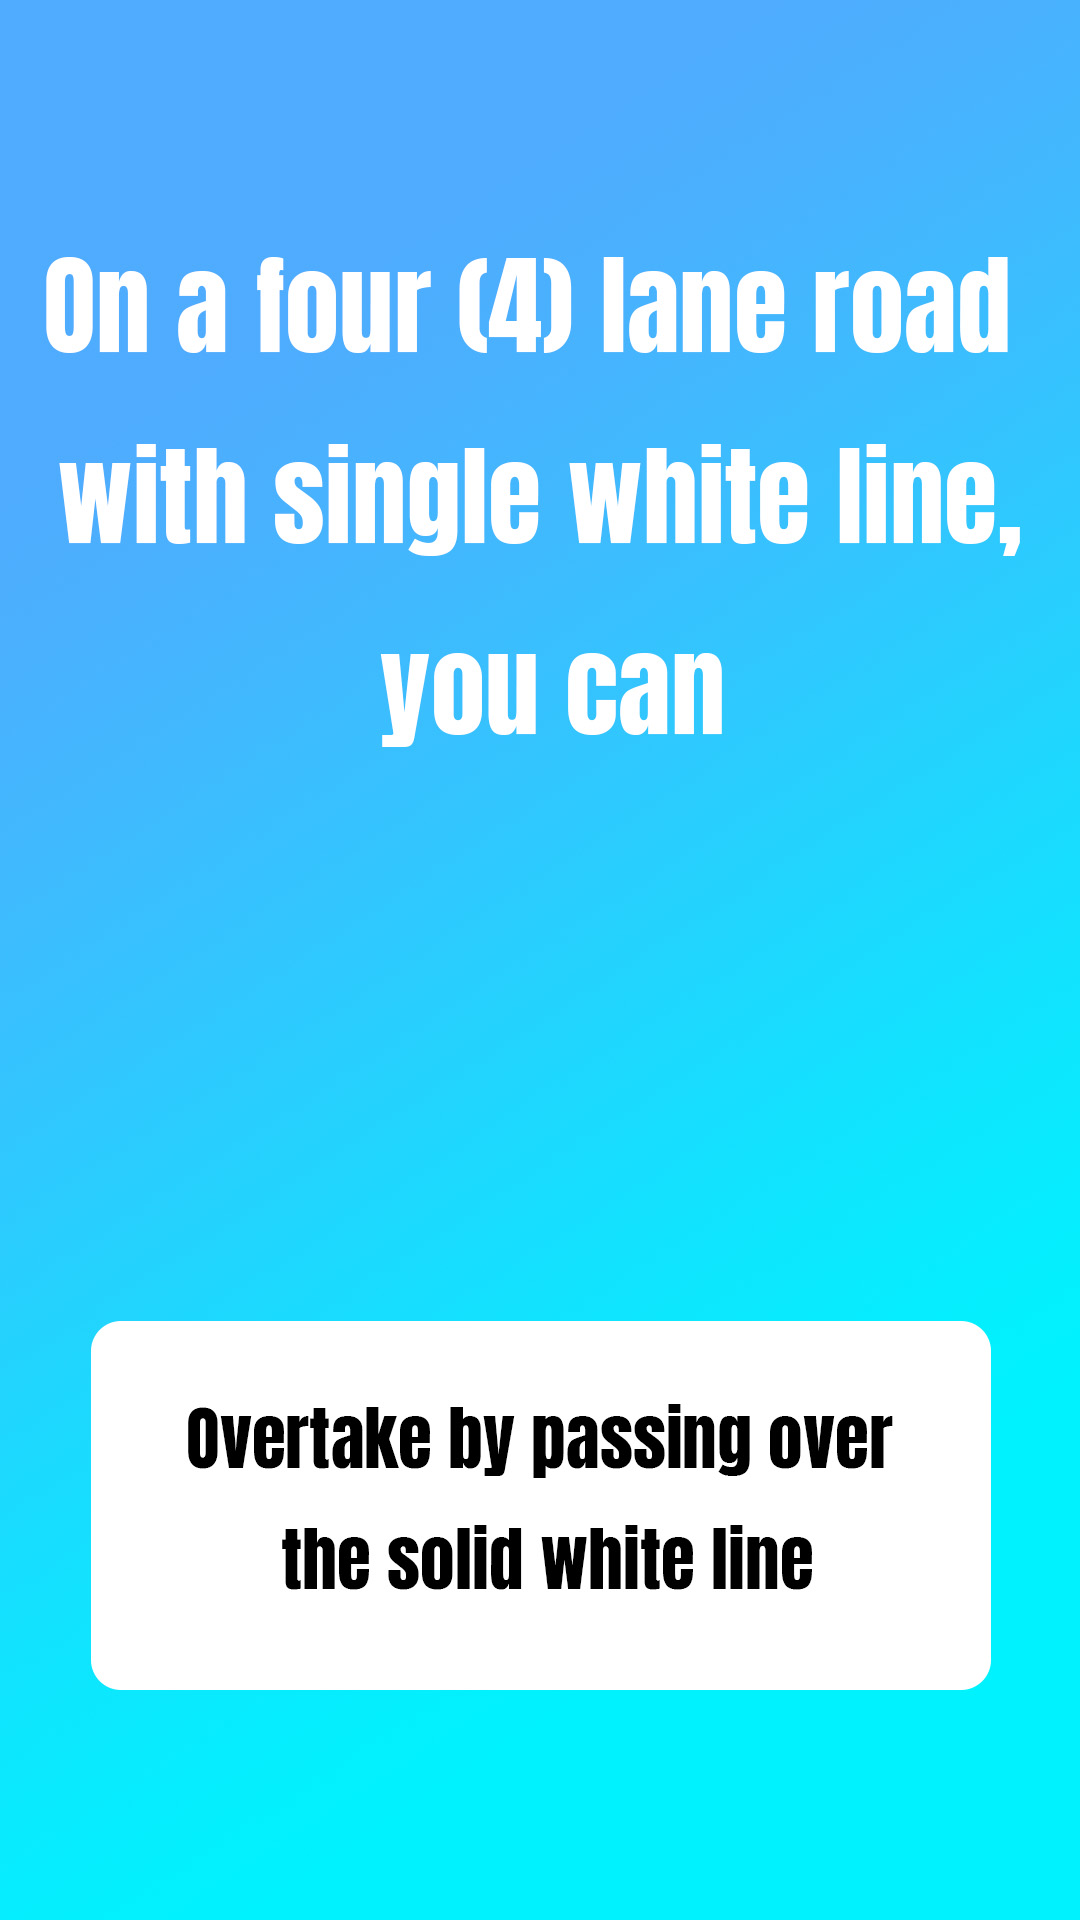 On a four (4) lane road
with single white line,
you can
Overtake by passing over
the solid white line